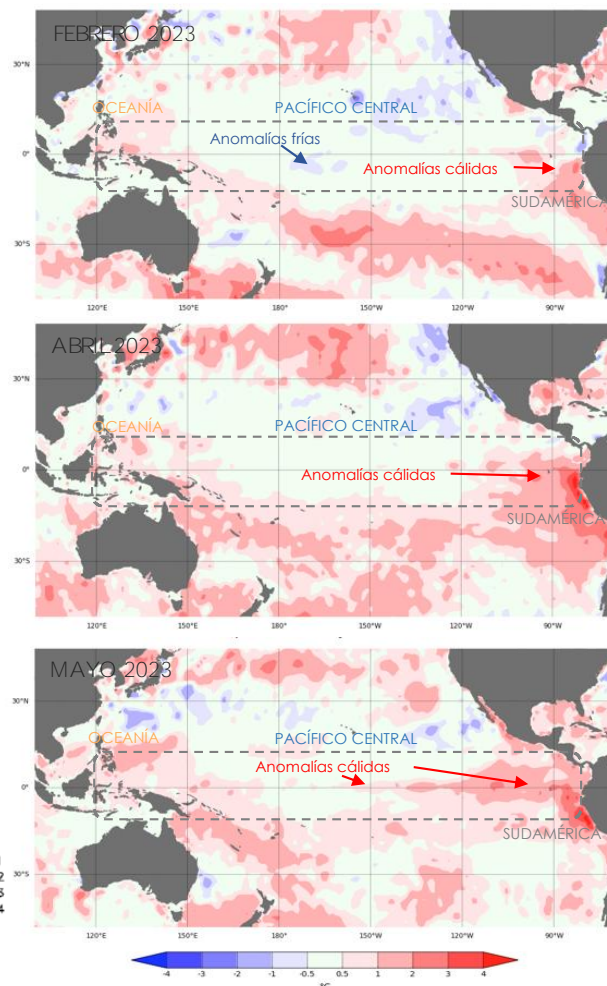 FEBRERO 2023
30°N
OCEANÍA
PACÍFICO CENTRAL
Anomalías frías
0°
Anomalías cálidas
SUDAMÉRICA
30°S
120°E 150°E 180° 150°W 120°W 90°W
ABRIL 2023
30°N
OCEANÍA
PACÍFICO CENTRAL
0°
Anomalías cálidas
SUDAMÉRICA
30°S
120°E 150°E 180° 150°W 120°W 90°W
MAYO 2023
30°N
OCEANÍA
PACÍFICO CENTRAL
Anomalías cálidas
0°
SUDAMÉRICA
30°S
120°E 150°E 180° 150°W 120°W 90°W
-4 -3 -2 -1 -0.5 0.5 1 2 3 4
°C